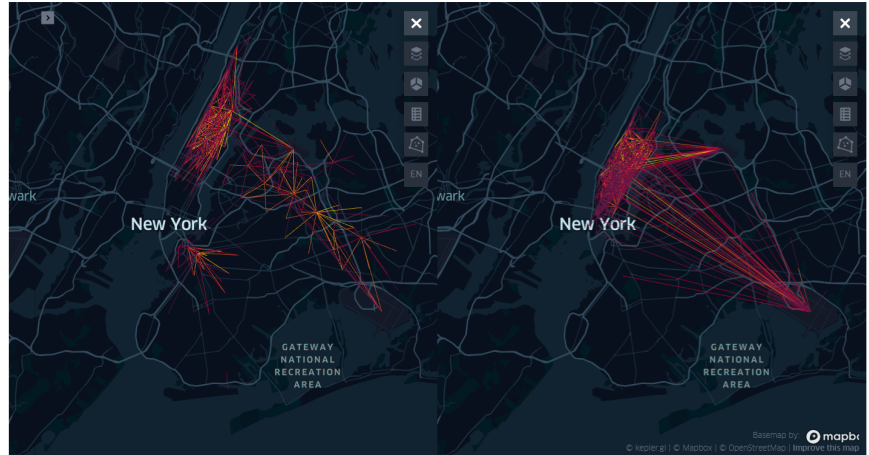 EN
wark
New York
GATEWAY
NATIONAL
RECREATION
AREA
EN
wark
New York
GATEWAY
NATIONAL
RECREATION
AREA
Basemap by: mapbo
© kepler.gl | © Mapbox | © OpenStreetMap | Improve this map